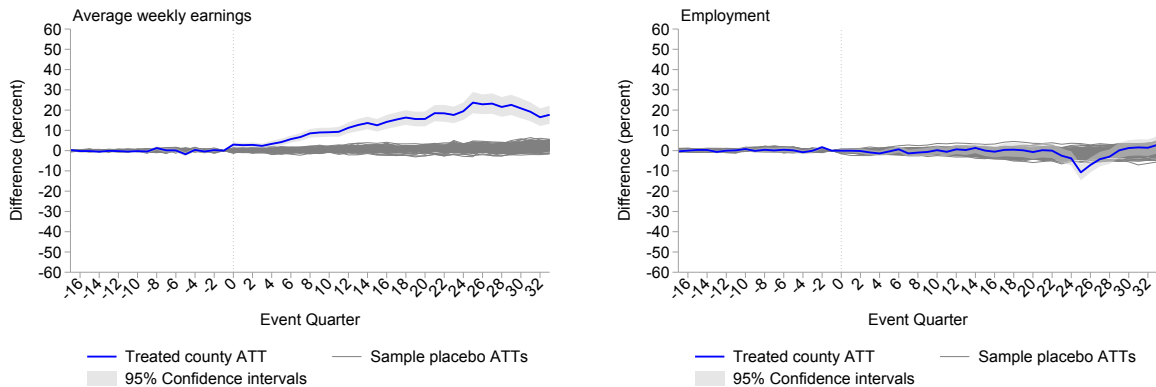 Average weekly earnings
Difference (percent)
60
50
40
30
20
10
0
-10
-20
-30
-40
-50
-60
-16 -14 -12 -10 -8 -6 -4 -2 0 2 4 6 8 10 12 14 16 18 20 22 24 26 28 30 32
Event Quarter
Treated county ATT Sample placebo ATTs
95% Confidence intervals
Employment
Difference (percent)
60
50
40
30
20
10
0
-10
-20
-30
-40
-50
-60
-16 -14 -12 -10 -8 -6 -4 -2 0 2 4 6 8 10 12 14 16 18 20 22 24 26 28 30 32
Event Quarter
Treated county ATT Sample placebo ATTs
95% Confidence intervals